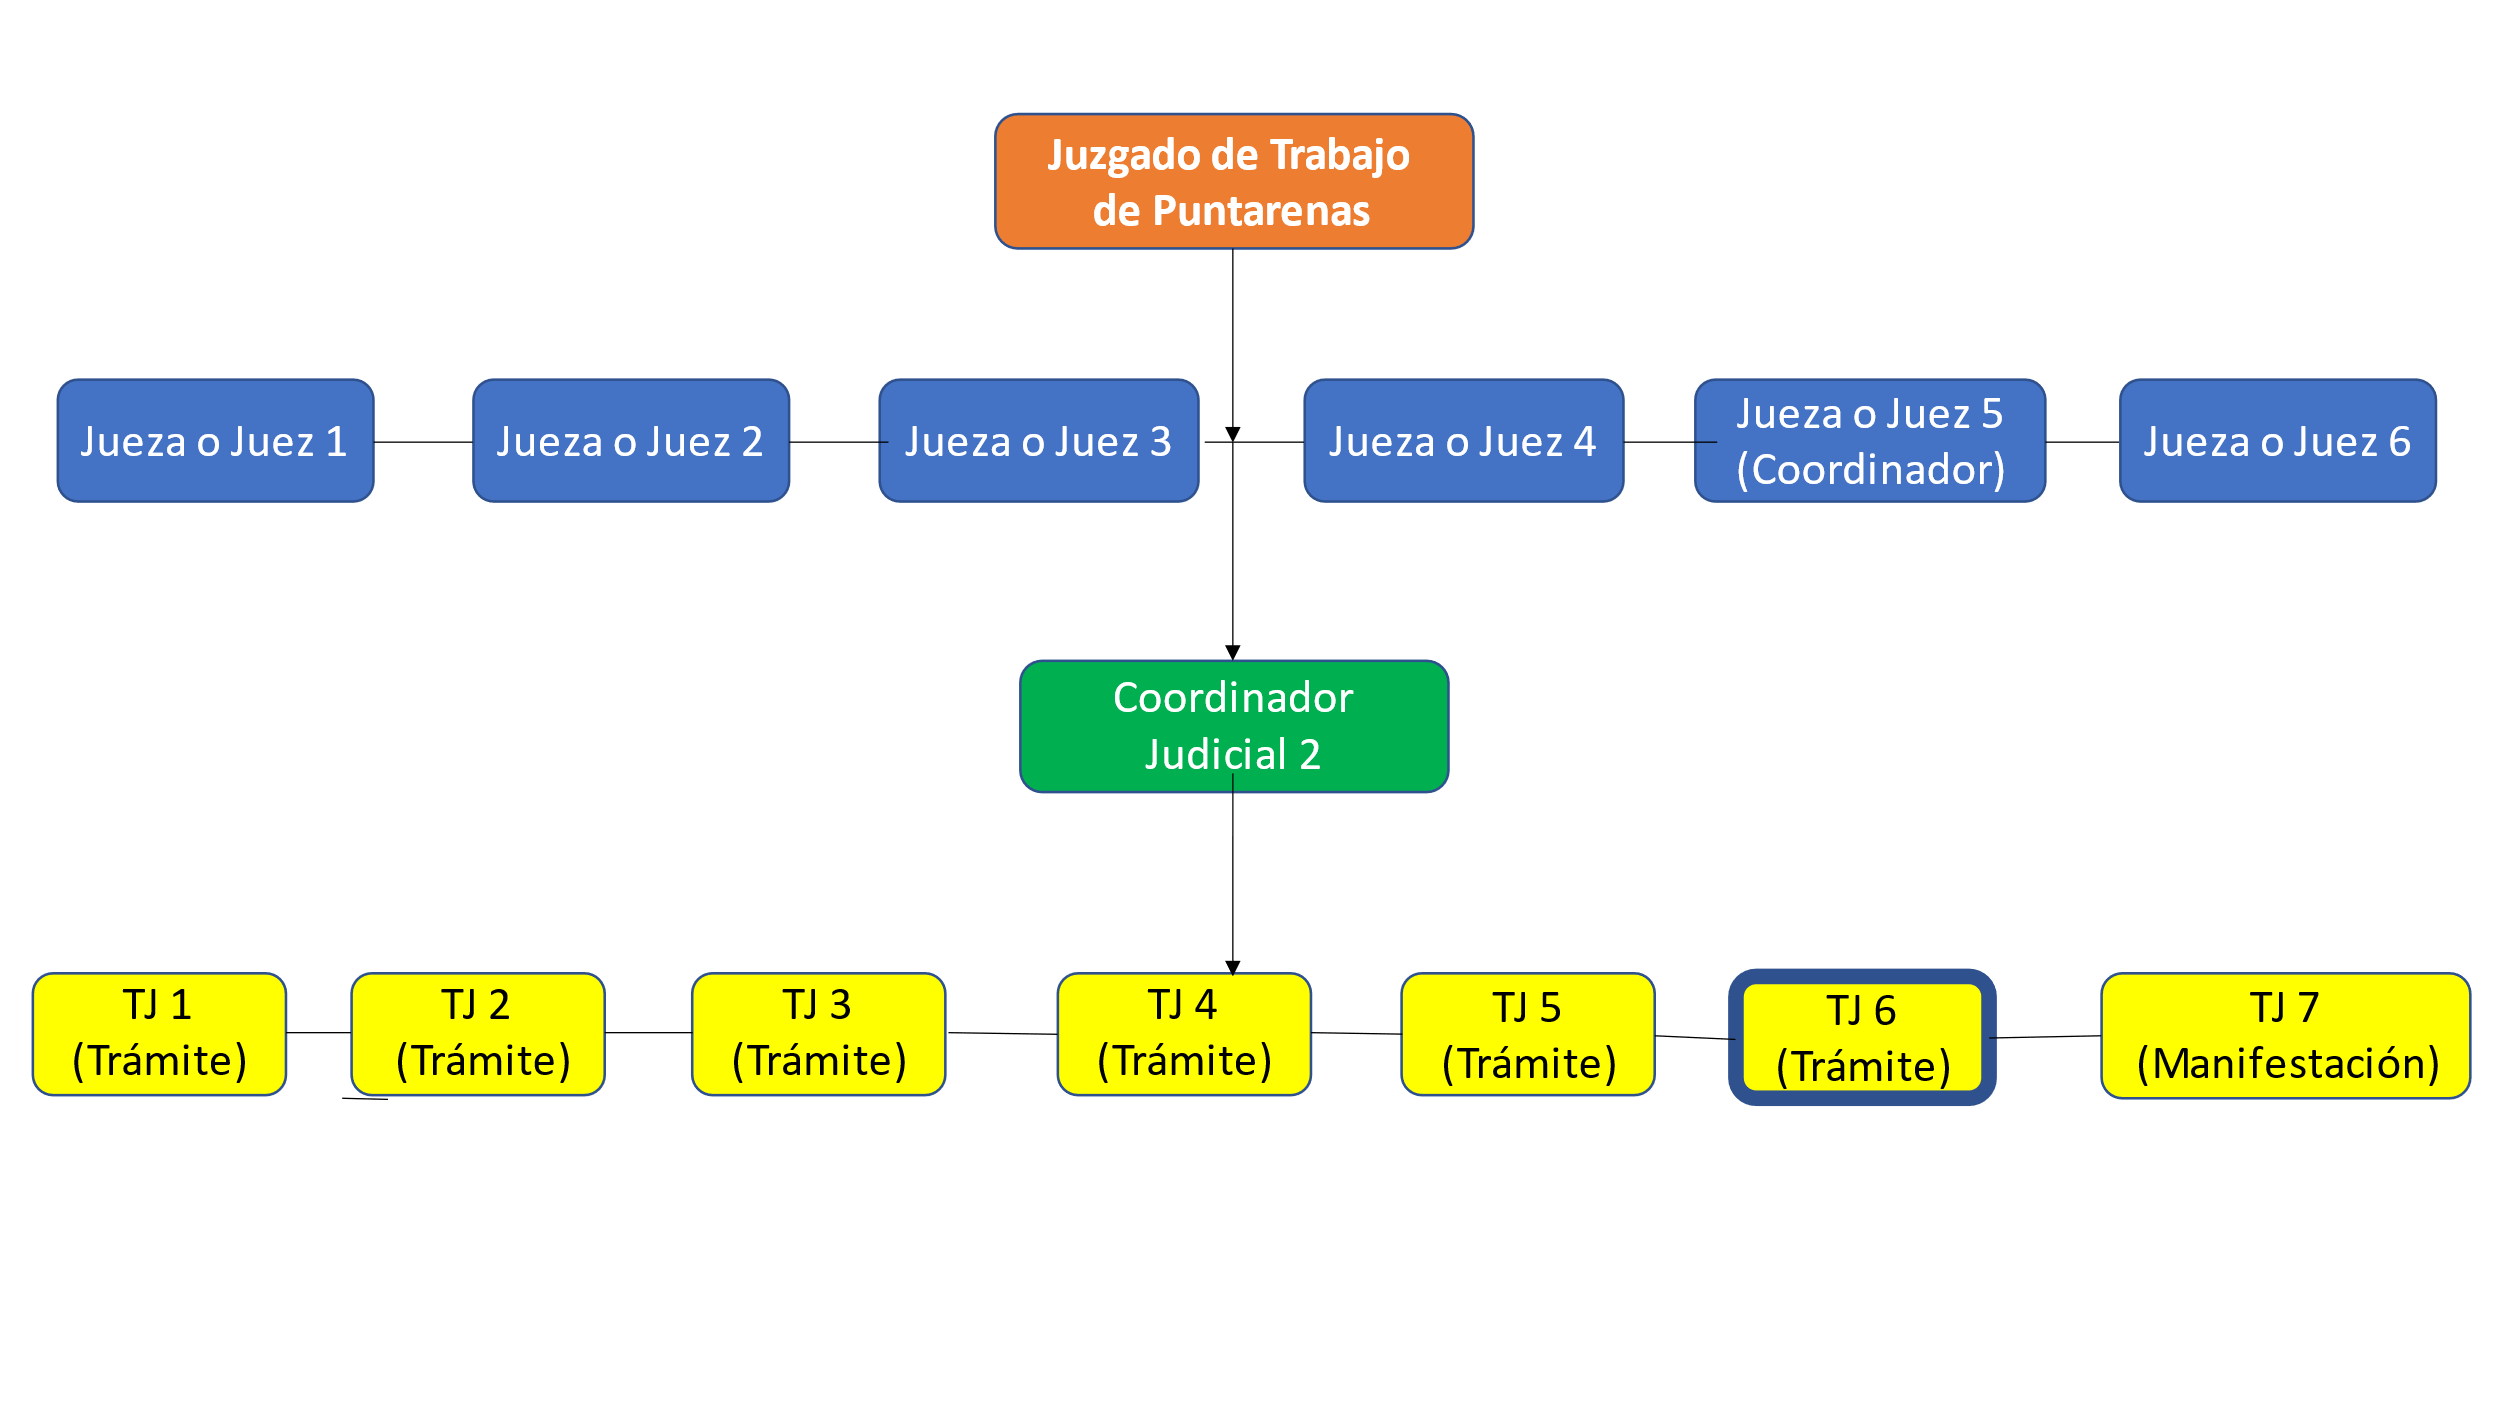 Juzgado de Trabajo
de Puntarenas
Jueza o Juez 1
Jueza o Juez 2
Jueza o Juez 3
Jueza o Juez 4
Jueza o Juez 5
(Coordinador)
Jueza o Juez 6
Coordinador
Judicial 2
TJ 1
(Trámite)
TJ 2
(Trámite)
TJ 3
(Trámite)
TJ 4
(Trámite)
TJ 5
(Trámite)
TJ 6
(Trámite)
TJ 7
(Manifestación)